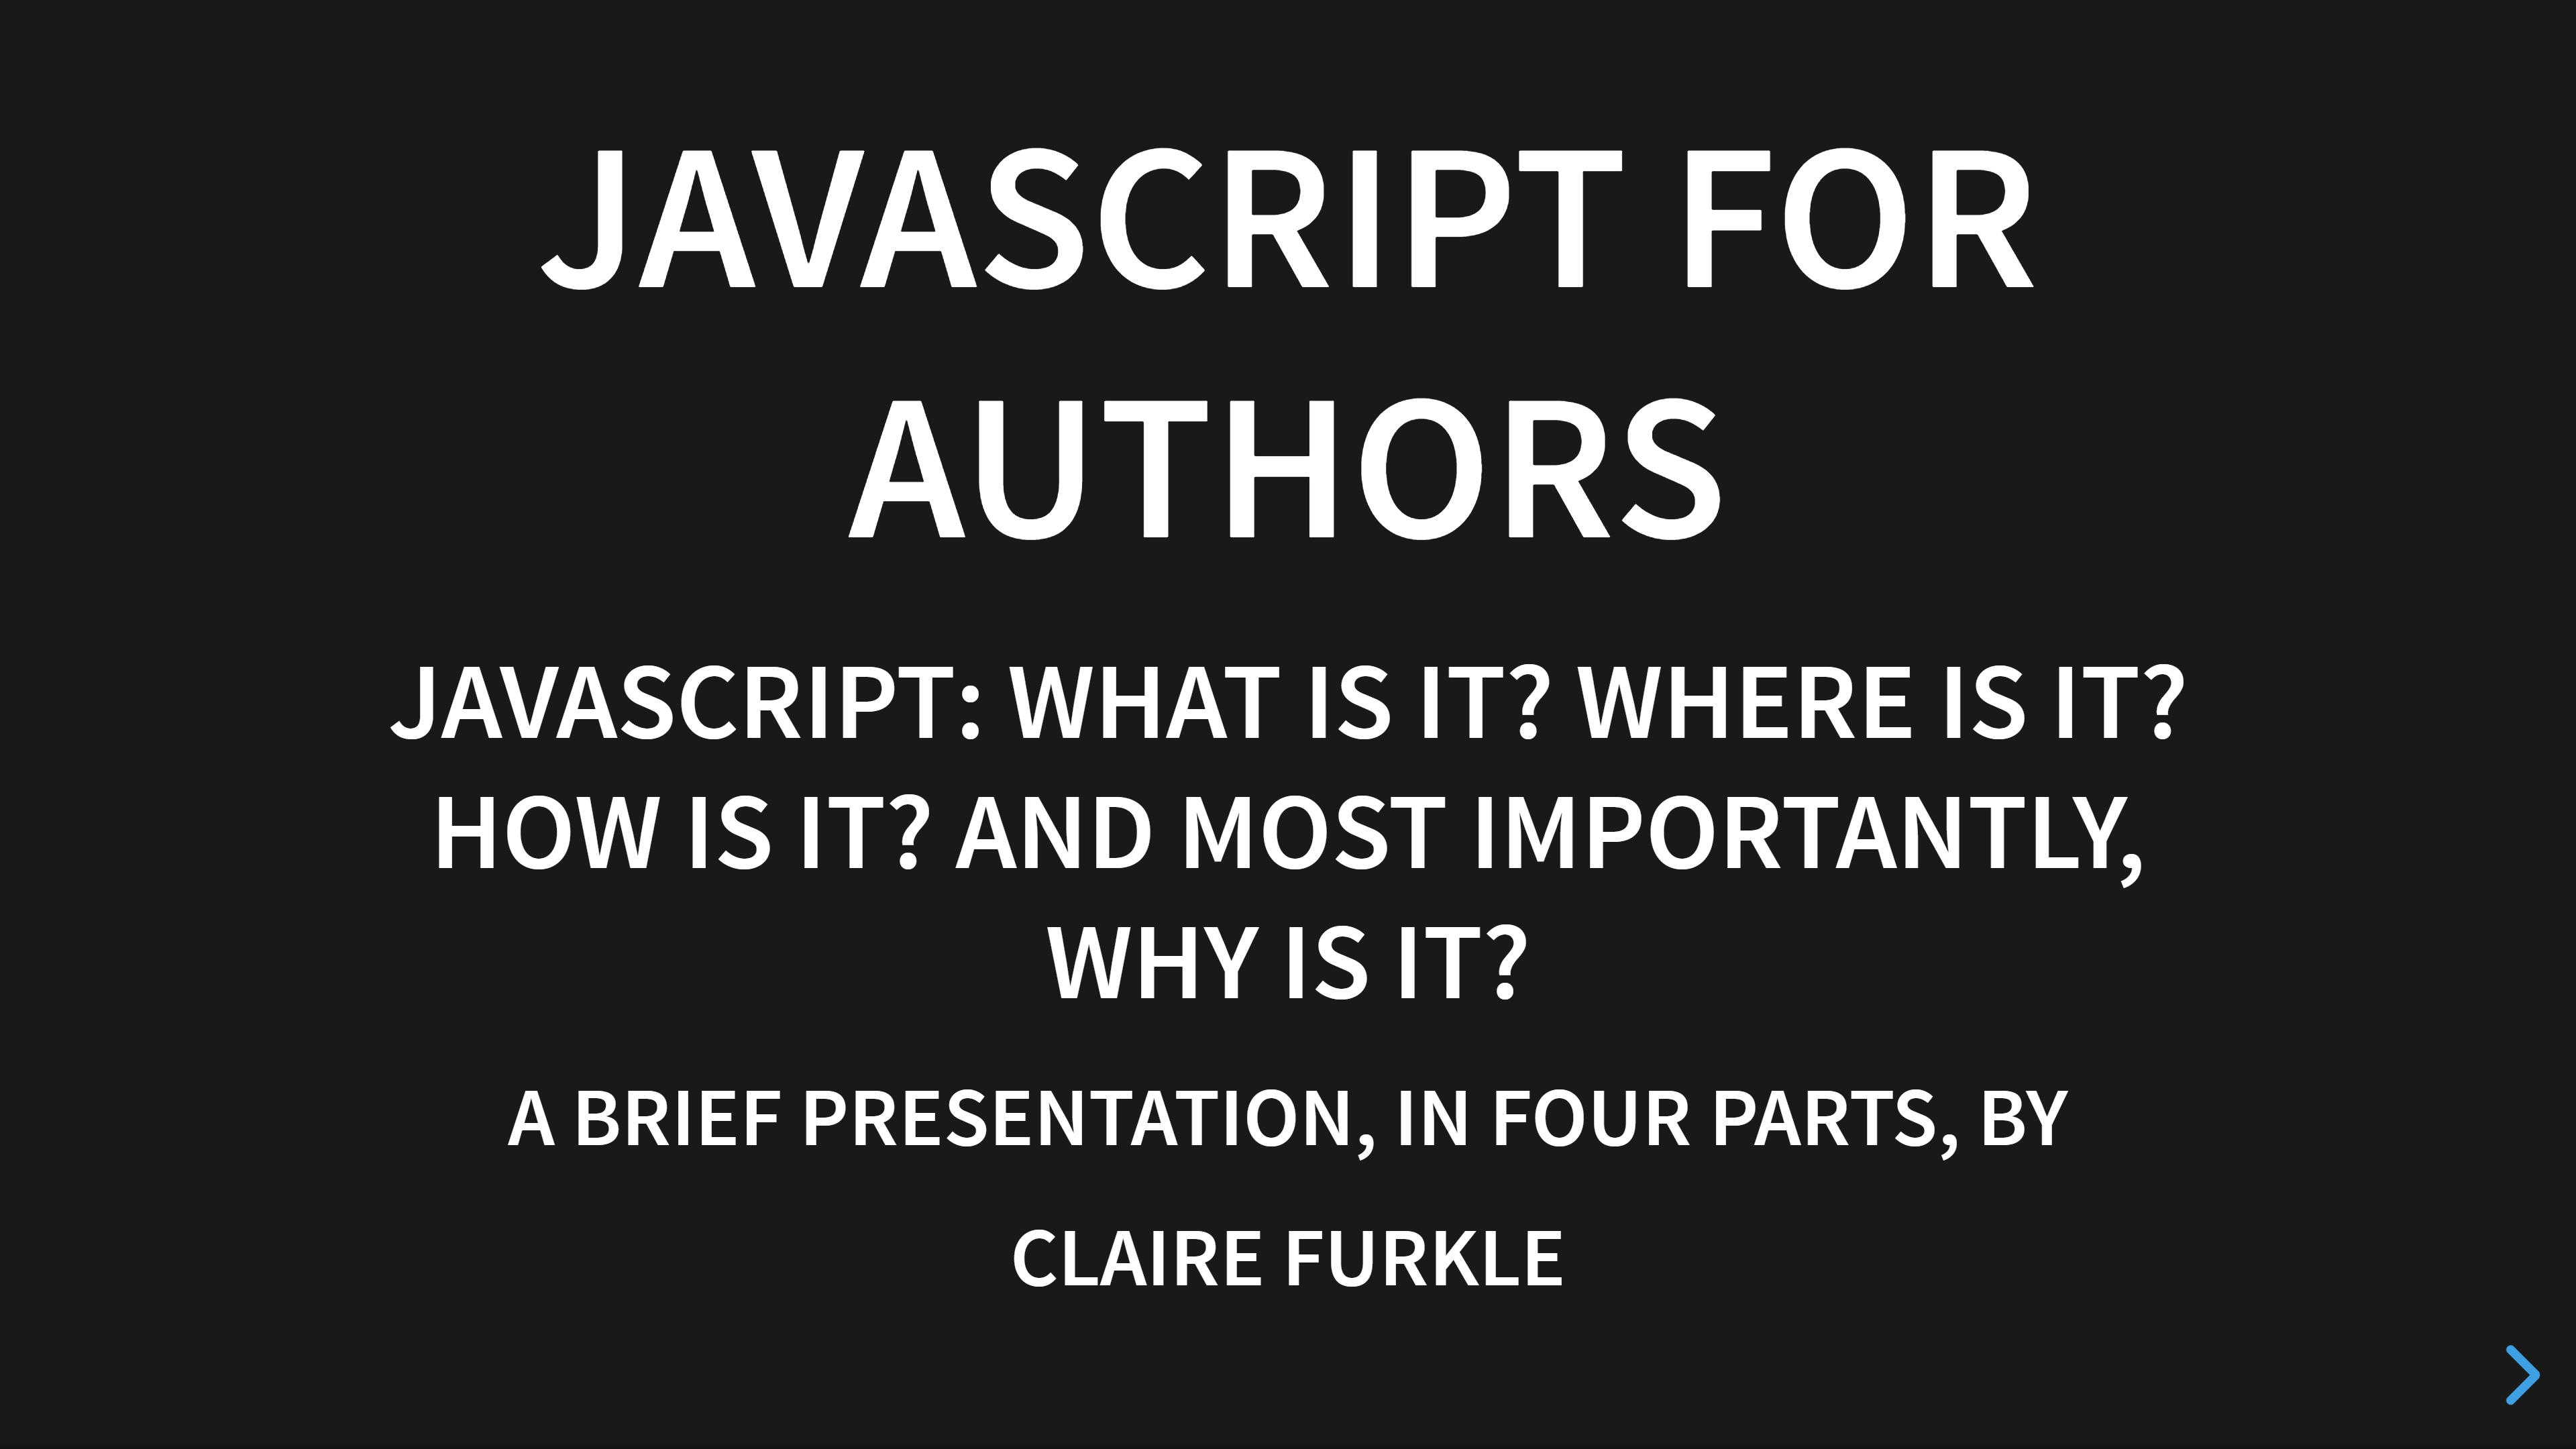 JAVASCRIPT FOR
AUTHORS
JAVASCRIPT: WHAT IS IT? WHERE IS IT?
HOW IS IT? AND MOST IMPORTANTLY,
WHY IS IT?
A BRIEF PRESENTATION, IN FOUR PARTS, BY
CLAIRE FURKLE